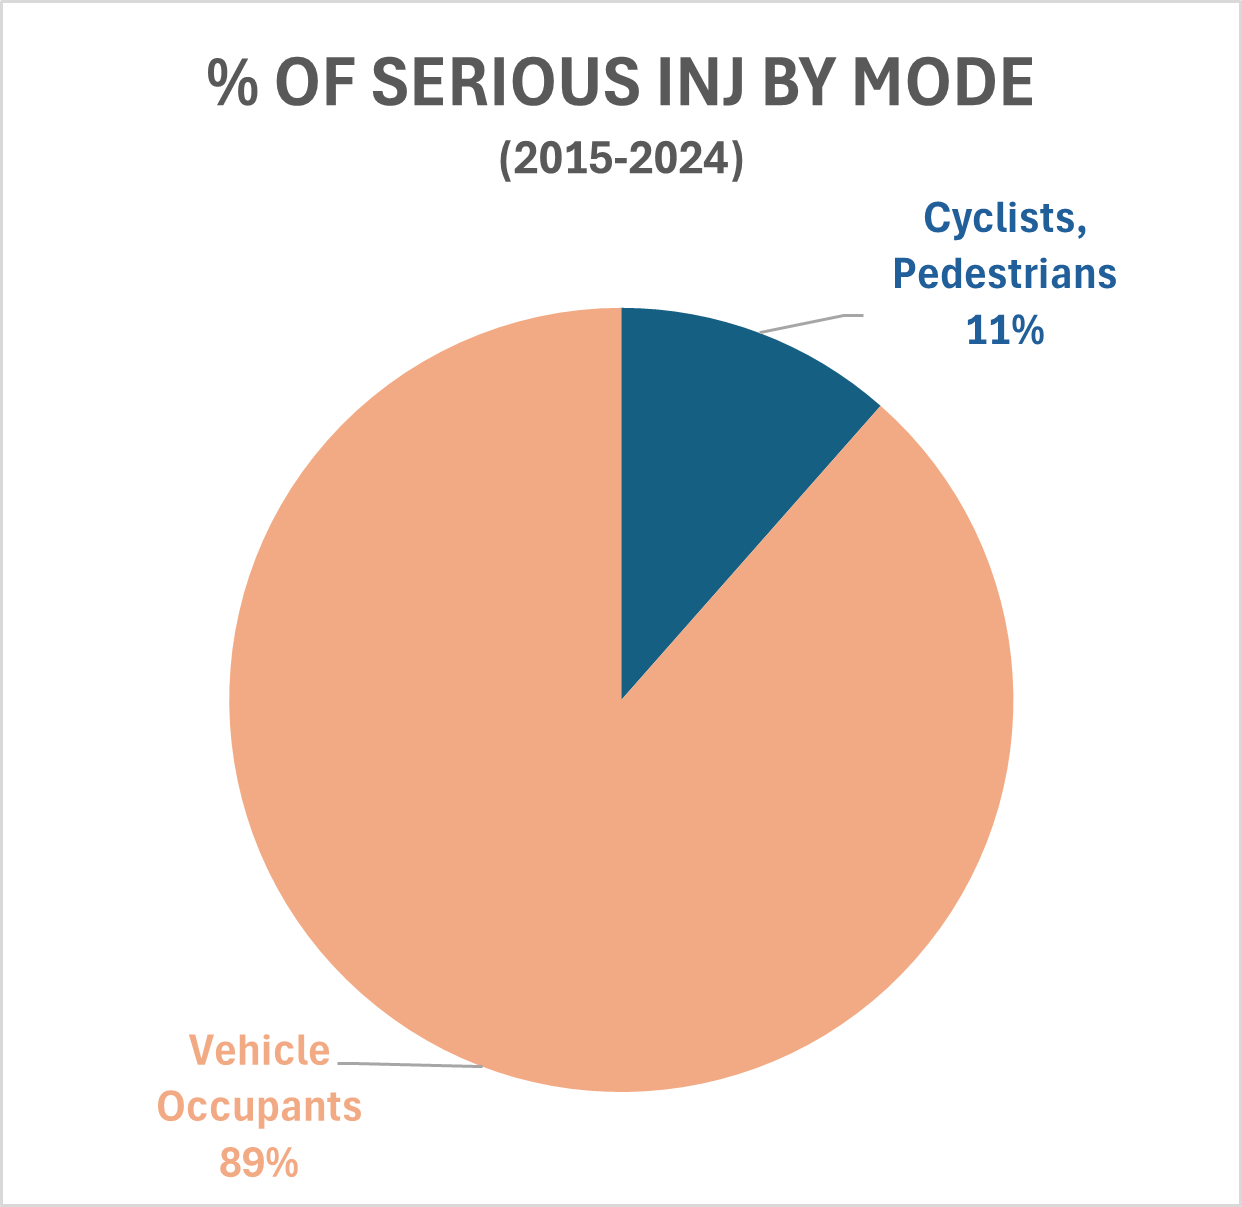 % OF SERIOUS INJ BY MODE
(2015-2024)
Cyclists,
Pedestrians
11%
Vehicle
Occupants
89%